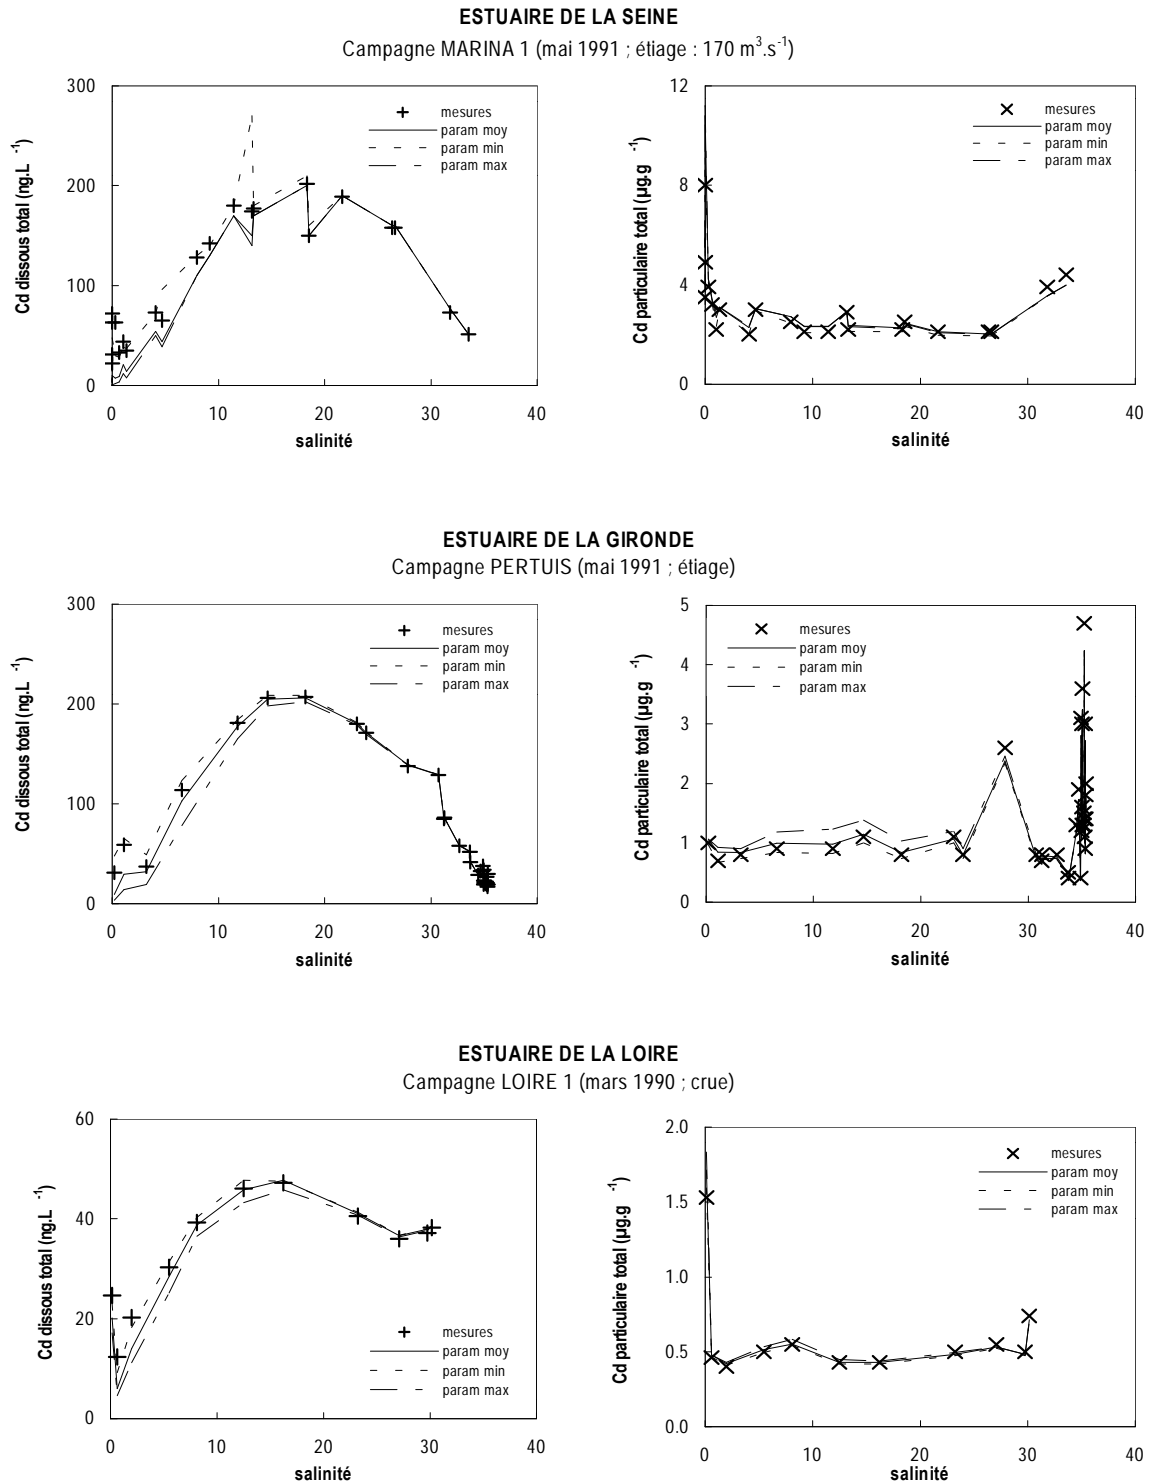 ESTUAIRE DE LA SEINE
Campagne MARINA 1 (mai 1991 ; étiage : 170 m³.s⁻¹)
Cd dissous total (ng.L⁻¹)
300
200
100
0
0 10 20 30 40
salinité
mesures
param moy
param min
param max
Cd particulaire total (µg.g⁻¹)
12
8
4
0
0 10 20 30 40
salinité
mesures
param moy
param min
param max
ESTUAIRE DE LA GIRONDE
Campagne PERTUIS (mai 1991 ; étiage)
Cd dissous total (ng.L⁻¹)
300
200
100
0
0 10 20 30 40
salinité
mesures
param moy
param min
param max
Cd particulaire total (µg.g⁻¹)
5
4
3
2
1
0
0 10 20 30 40
salinité
mesures
param moy
param min
param max
ESTUAIRE DE LA LOIRE
Campagne LOIRE 1 (mars 1990 ; crue)
Cd dissous total (ng.L⁻¹)
60
40
20
0
0 10 20 30 40
salinité
mesures
param moy
param min
param max
Cd particulaire total (µg.g⁻¹)
2.0
1.5
1.0
0.5
0.0
0 10 20 30 40
salinité
mesures
param moy
param min
param max